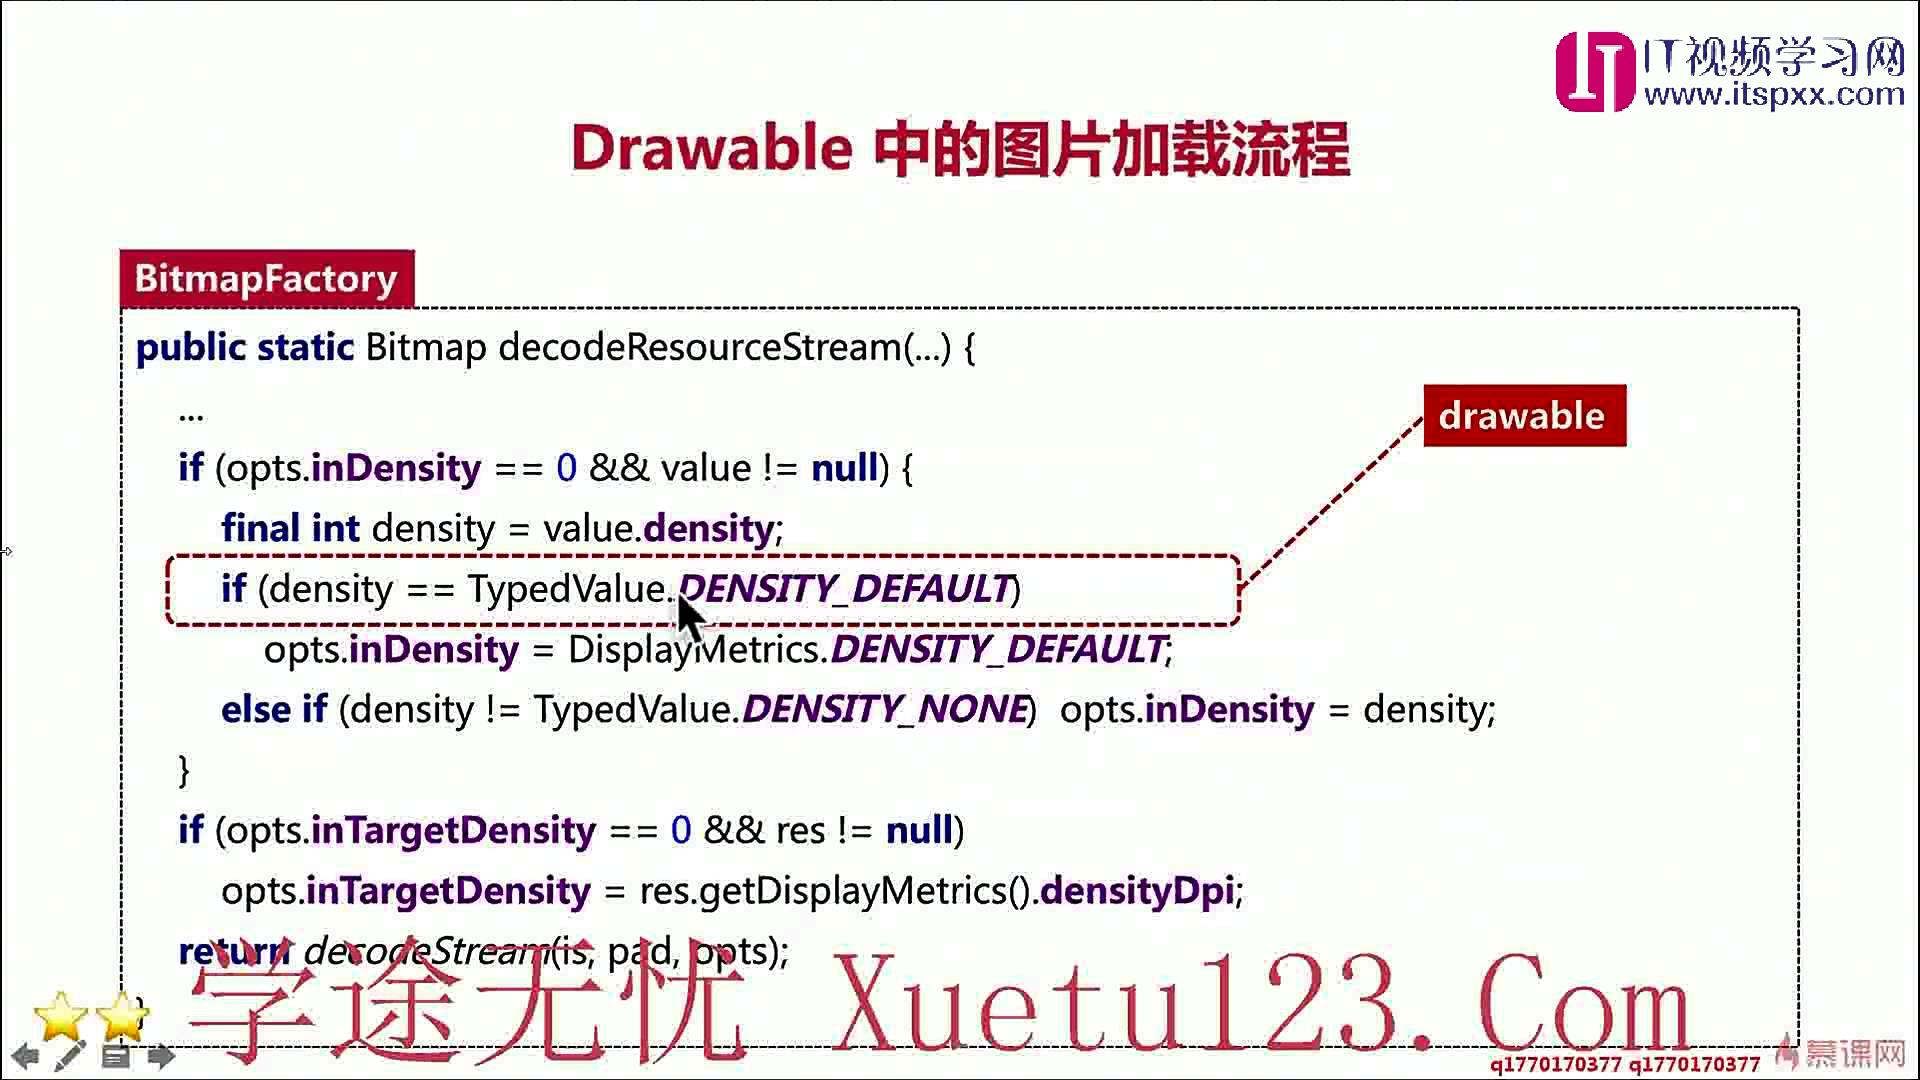 IT视频学习网
www.itspxx.com
Drawable 中的图片加载流程
BitmapFactory
public static Bitmap decodeResourceStream(...) {
...
drawable
if (opts.inDensity == 0 && value != null) {
final int density = value.density;
if (density == TypedValue.DENSITY_DEFAULT)
opts.inDensity = DisplayMetrics.DENSITY_DEFAULT;
else if (density != TypedValue.DENSITY_NONE) opts.inDensity = density;
}
if (opts.inTargetDensity == 0 && res != null)
opts.inTargetDensity = res.getDisplayMetrics().densityDpi;
return decodeStream(is, pad, opts);
}
学途无忧 Xuetu123.Com
q1770170377 q1770170377
慕课网